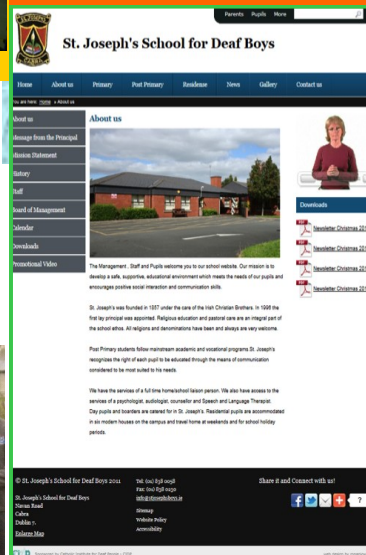 Parents Pupils More
CABRA
St. Joseph's School for Deaf Boys
Home About us Primary Post Primary Residense News Gallery Contact us
You are here: Home » About us
About us
Message from the Principal
Mission Statement
History
Staff
Board of Management
Calendar
Downloads
Promotional Video
About us
The Management , Staff and Pupils welcome you to our school website. Our mission is to
develop a safe, supportive, educational environment which meets the needs of our pupils and
encourages positive social interaction and communication skills.
St. Joseph's was founded in 1857 under the care of the Irish Christian Brothers. In 1998 the
first lay principal was appointed. Religious education and pastoral care are an integral part of
the school ethos. All religions and denominations have been and always are very welcome.
Post Primary students follow mainstream academic and vocational programs St. Joseph's
recognizes the right of each pupil to be educated through the means of communication
considered to be most suited to his needs.
We have the services of a full time home/school liaison person. We also have access to the
services of a psychologist, audiologist, counsellor and Speech and Language Therapist.
Day pupils and boarders are catered for in St. Joseph's. Residential pupils are accommodated
in six modern houses on the campus and travel home at weekends and for school holiday
periods.
Downloads
Newsletter Christmas 201
Newsletter Christmas 201
Newsletter Christmas 201
Newsletter Christmas 201
© St. Joseph's School for Deaf Boys 2011
St. Joseph's School for Deaf Boys
Navan Road
Cabra
Dublin 7.
Enlarge Map
info@stjosephsboys.ie
Sitemap
Website Policy
Accessibility
Share it and Connect with us!
?